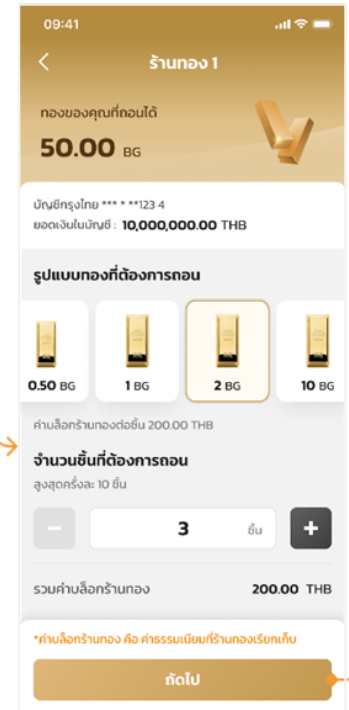 09:41
ร้านทอง 1
ทองของคุณที่ถอนได้
50.00 BG
บัญชีกรุงไทย *** * **123 4
ยอดเงินในบัญชี : 10,000,000.00 THB
รูปแบบทองที่ต้องการถอน
0.50 BG 1 BG 2 BG 10 BG
ค่าบล็อกร้านทองต่อชิ้น 200.00 THB
จำนวนชิ้นที่ต้องการถอน
สูงสุดครั้งละ 10 ชิ้น
− 3 ชิ้น +
รวมค่าบล็อกร้านทอง 200.00 THB
*ค่าบล็อกร้านทอง คือ ค่าธรรมเนียมที่ร้านทองเรียกเก็บ
ถัดไป